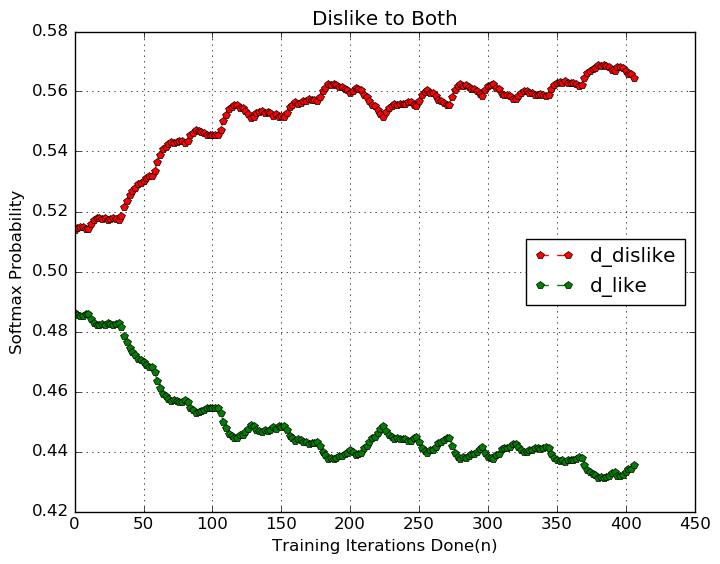 Dislike to Both
0.58
0.56
0.54
0.52
0.50
0.48
0.46
0.44
0.42
Softmax Probability
d_dislike
d_like
0 50 100 150 200 250 300 350 400 450
Training Iterations Done(n)